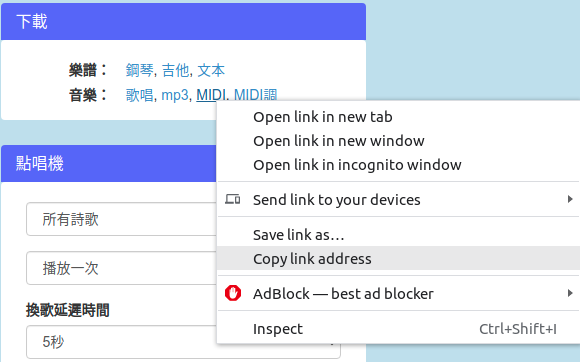 下載
樂譜： 鋼琴, 吉他, 文本
音樂： 歌唱, mp3, MIDI, MIDI調
Open link in new tab
Open link in new window
Open link in incognito window
Send link to your devices
Save link as…
Copy link address
AdBlock — best ad blocker
Inspect Ctrl+Shift+I
點唱機
所有詩歌
播放一次
換歌延遲時間
5秒